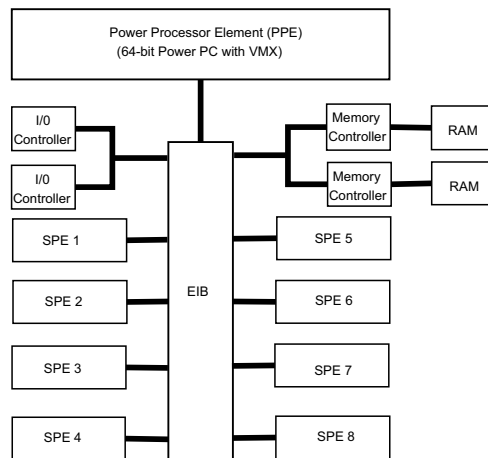 Power Processor Element (PPE)
(64-bit Power PC with VMX)
I/0
Controller
I/0
Controller
Memory
Controller
RAM
Memory
Controller
RAM
SPE 1
SPE 5
SPE 2
EIB
SPE 6
SPE 3
SPE 7
SPE 4
SPE 8